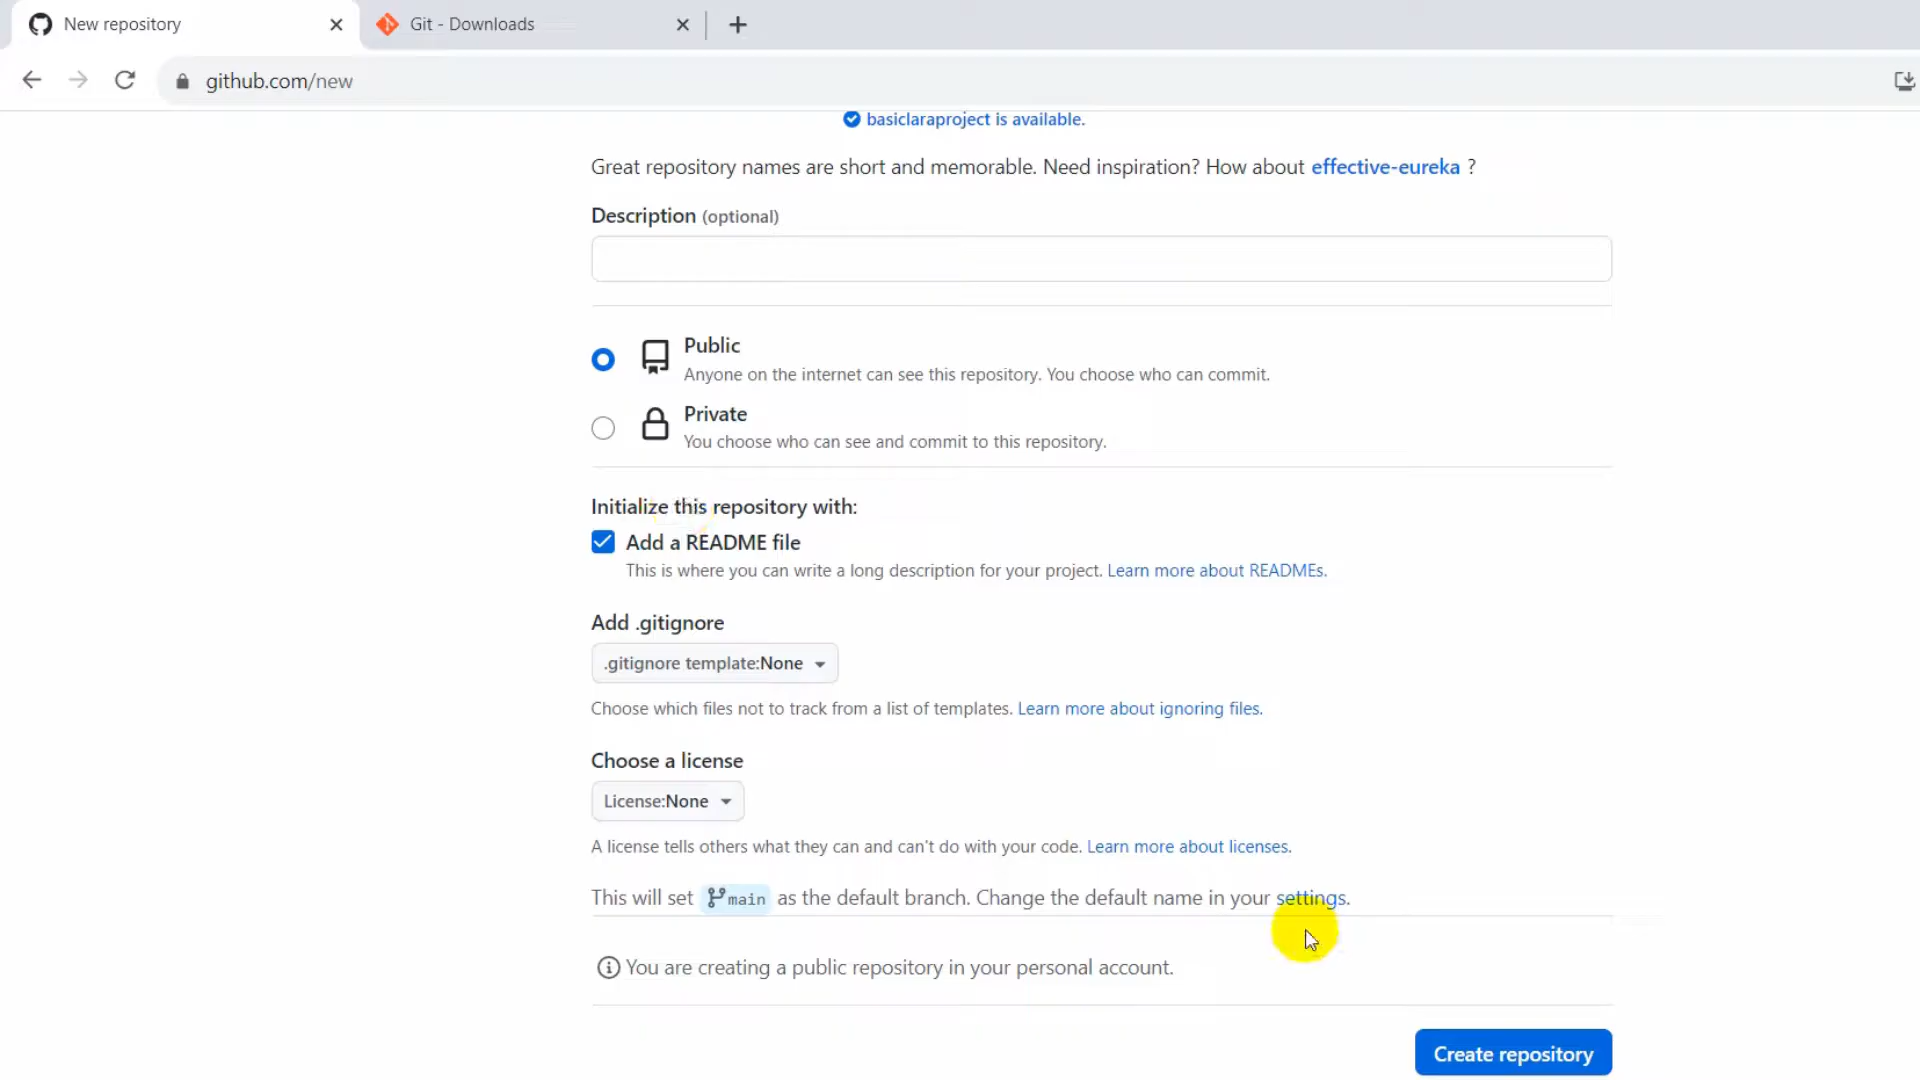 New repository
Git - Downloads
github.com/new
basiclaraproject is available.
Great repository names are short and memorable. Need inspiration? How about effective-eureka ?
Description (optional)
Public
Anyone on the internet can see this repository. You choose who can commit.
Private
You choose who can see and commit to this repository.
Initialize this repository with:
Add a README file
This is where you can write a long description for your project. Learn more about READMEs.
Add .gitignore
.gitignore template:None
Choose which files not to track from a list of templates. Learn more about ignoring files.
Choose a license
License:None
A license tells others what they can and can't do with your code. Learn more about licenses.
This will set main as the default branch. Change the default name in your settings.
You are creating a public repository in your personal account.
Create repository